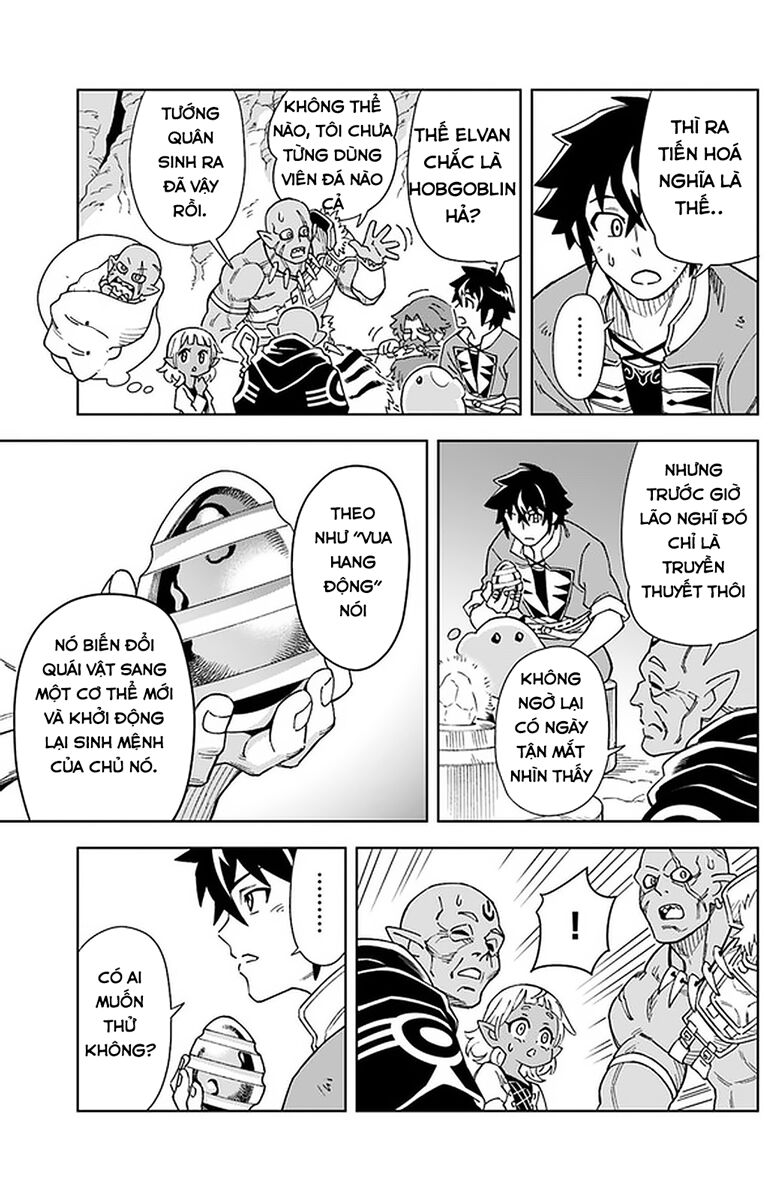 THÌ RA
TIẾN HOÁ
NGHĨA LÀ
THẾ..
.......
THẾ ELVAN
CHẮC LÀ
HOBGOBLIN
HẢ?
KHÔNG THỂ
NÀO, TÔI CHƯA
TỪNG DÙNG
VIÊN ĐÁ NÀO
CẢ
TƯỚNG
QUÂN
SINH RA
ĐÃ VẬY
RỒI.
NHƯNG
TRƯỚC GIỜ
LÃO NGHĨ ĐÓ
CHỈ LÀ
TRUYỀN
THUYẾT THÔI
KHÔNG
NGỜ LẠI
CÓ NGÀY
TẬN MẮT
NHÌN THẤY
THEO
NHƯ "VUA
HANG
ĐỘNG"
NÓI
NÓ BIẾN ĐỔI
QUÁI VẬT SANG
MỘT CƠ THỂ MỚI
VÀ KHỞI ĐỘNG
LẠI SINH MỆNH
CỦA CHỦ NÓ.
!
.......
CÓ AI
MUỐN
THỬ
KHÔNG?